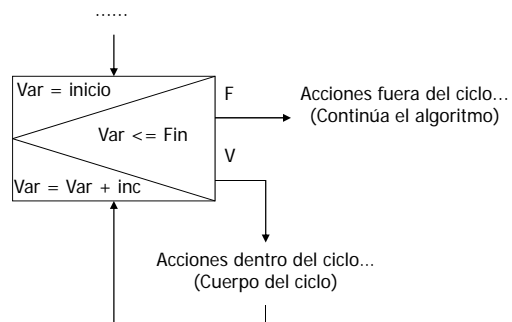 ......
Var = inicio
F
Acciones fuera del ciclo...
(Continúa el algoritmo)
Var <= Fin
V
Var = Var + inc
Acciones dentro del ciclo...
(Cuerpo del ciclo)